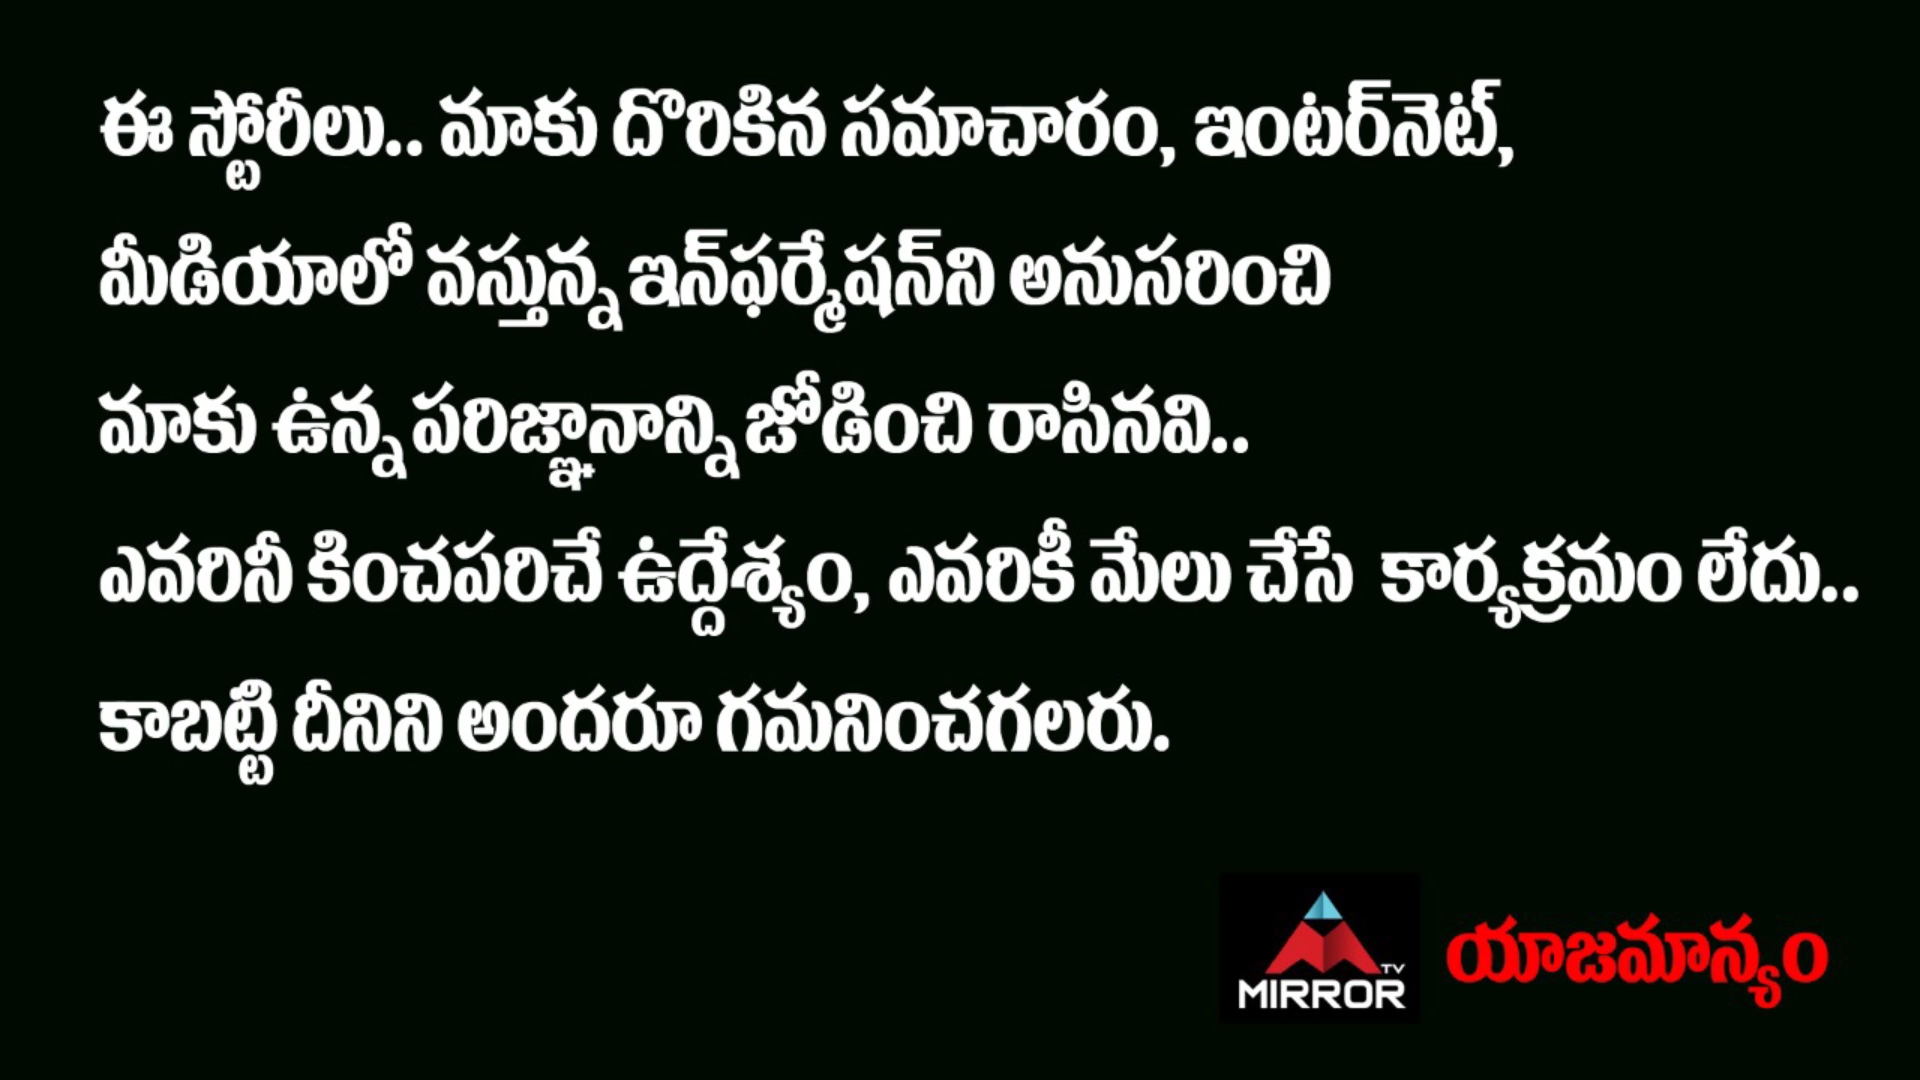 ఈ స్టోరీలు.. మాకు దొరికిన సమాచారం, ఇంటర్‌నెట్,
మీడియాలో వస్తున్న ఇన్‌ఫర్మేషన్‌ని అనుసరించి
మాకు ఉన్న పరిజ్ఞానాన్ని జోడించి రాసినవి..
ఎవరినీ కించపరిచే ఉద్దేశ్యం, ఎవరికీ మేలు చేసే కార్యక్రమం లేదు..
కాబట్టి దీనిని అందరూ గమనించగలరు.
TV
MIRROR
యాజమాన్యం